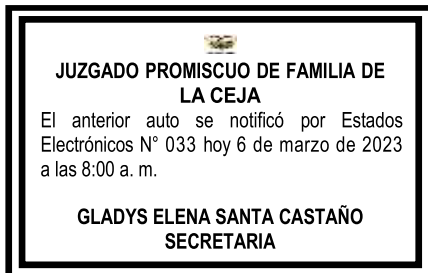 JUZGADO PROMISCUO DE FAMILIA DE
LA CEJA
El anterior auto se notificó por Estados
Electrónicos N° 033 hoy 6 de marzo de 2023
a las 8:00 a. m.
GLADYS ELENA SANTA CASTAÑO
SECRETARIA